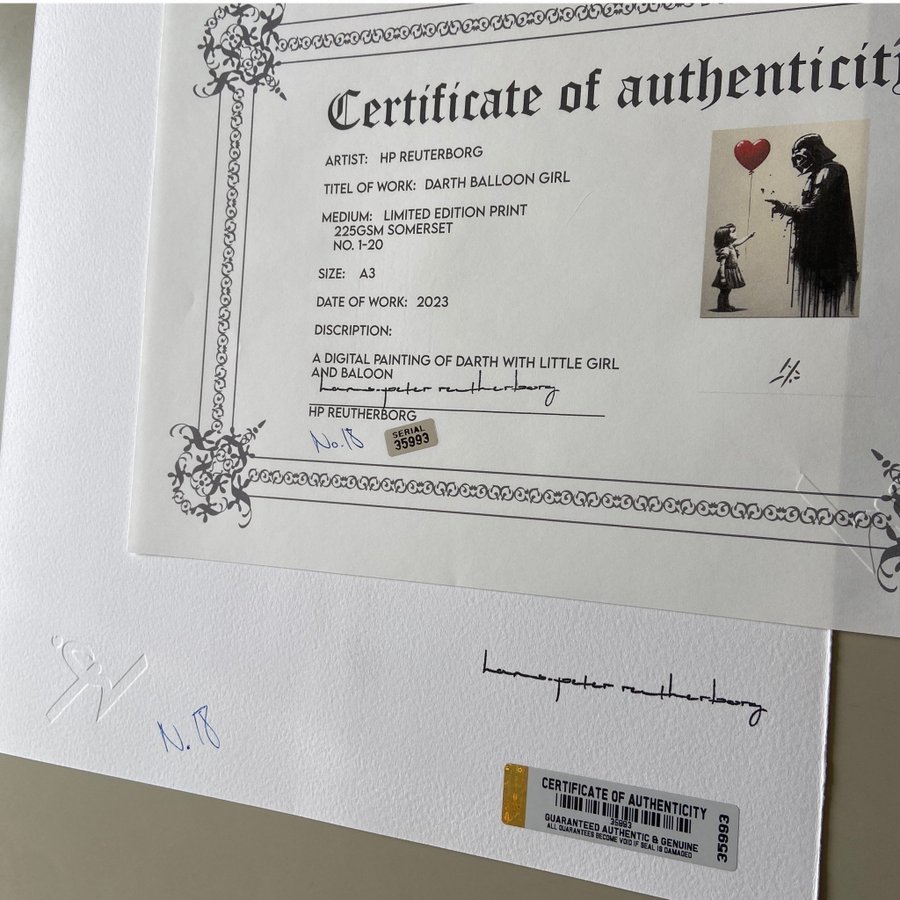 Certificate of authenticity
ARTIST: HP REUTERBORG
TITEL OF WORK: DARTH BALLOON GIRL
MEDIUM: LIMITED EDITION PRINT
225GSM SOMERSET
NO. 1-20
SIZE: A3
DATE OF WORK: 2023
DISCRIPTION:
A DIGITAL PAINTING OF DARTH WITH LITTLE GIRL
AND BALOON
hans-peter reutherborg
HP REUTHERBORG
No.18
SERIAL
35993
hans-peter reutherborg
N. 18
CERTIFICATE OF AUTHENTICITY
35993
GUARANTEED AUTHENTIC & GENUINE
ALL GUARANTEES BECOME VOID IF SEAL IS DAMAGED
35993